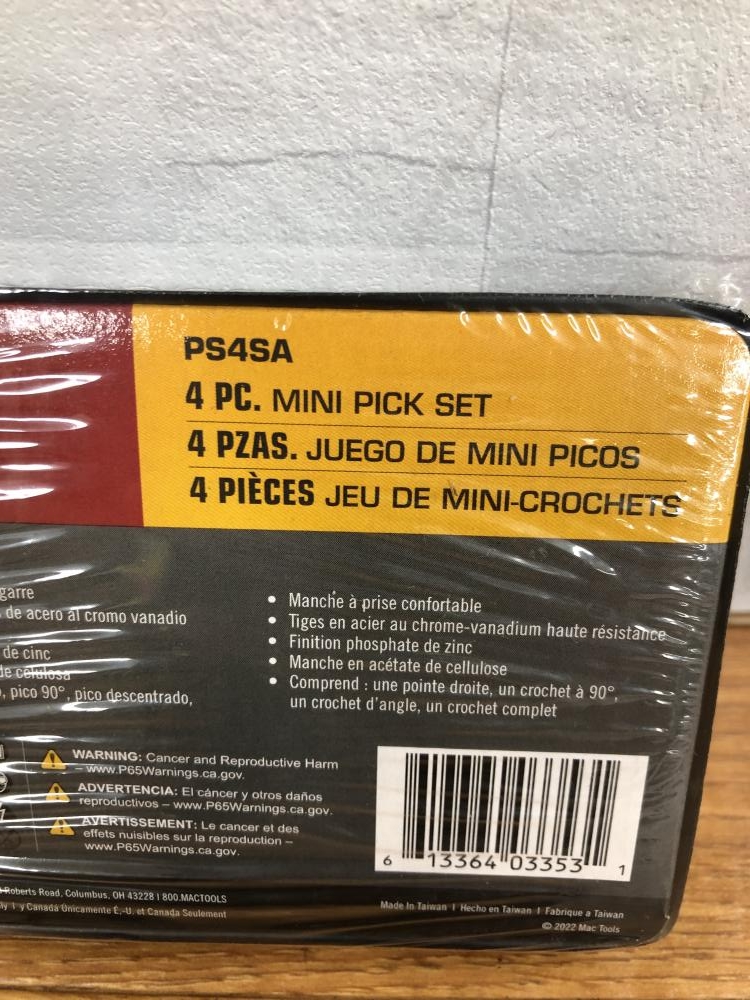 PS4SA
4 PC. MINI PICK SET
4 PZAS. JUEGO DE MINI PICOS
4 PIÈCES JEU DE MINI-CROCHETS
garre
de acero al cromo vanadio
de cinc
de celulosa
, pico 90°, pico descentrado,
• Manche à prise confortable
• Tiges en acier au chrome-vanadium haute résistance
• Finition phosphate de zinc
• Manche en acétate de cellulose
• Comprend : une pointe droite, un crochet à 90°,
un crochet d'angle, un crochet complet
WARNING: Cancer and Reproductive Harm
– www.P65Warnings.ca.gov.
ADVERTENCIA: El cáncer y otros daños
reproductivos – www.P65Warnings.ca.gov.
AVERTISSEMENT: Le cancer et des
effets nuisibles sur la reproduction –
www.P65Warnings.ca.gov.
6 13364 03353 1
Roberts Road, Columbus, OH 43228 | 800.MACTOOLS
ly | y Canadá Únicamente É.-U. et Canada Seulement
Made In Taiwan | Hecho en Taiwan | Fabrique a Taiwan
© 2022 Mac Tools